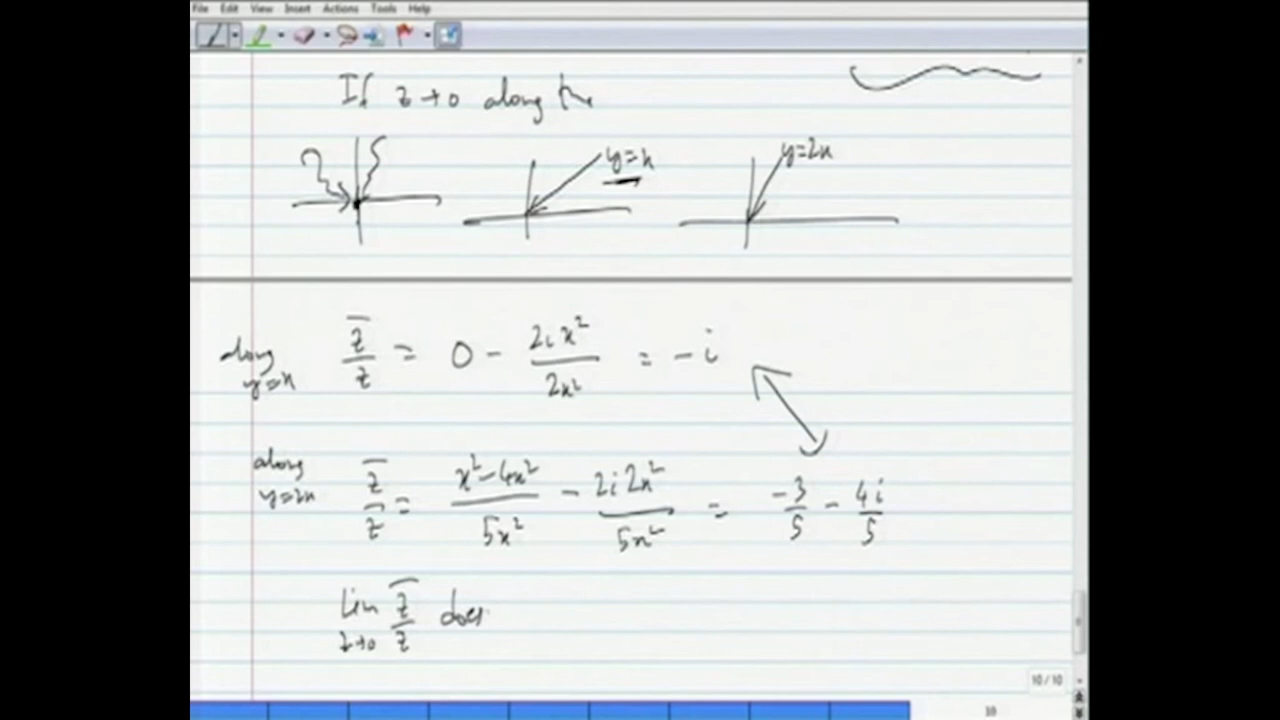 File Edit View Insert Actions Tools Help
If z→0 along the
y=x
y=2x
along y=x z̄/z = 0 - 2ix²/2x² = -i
along y=2x z̄/z = x²-4x²/5x² - 2i2x²/5x² = -3/5 - 4i/5
Lim z→0 z̄/z does
10/10
10